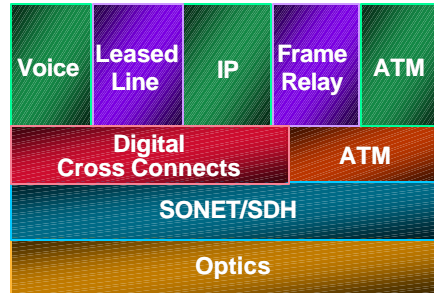 Voice
Leased
Line
IP
Frame
Relay
ATM
Digital
Cross Connects
ATM
SONET/SDH
Optics